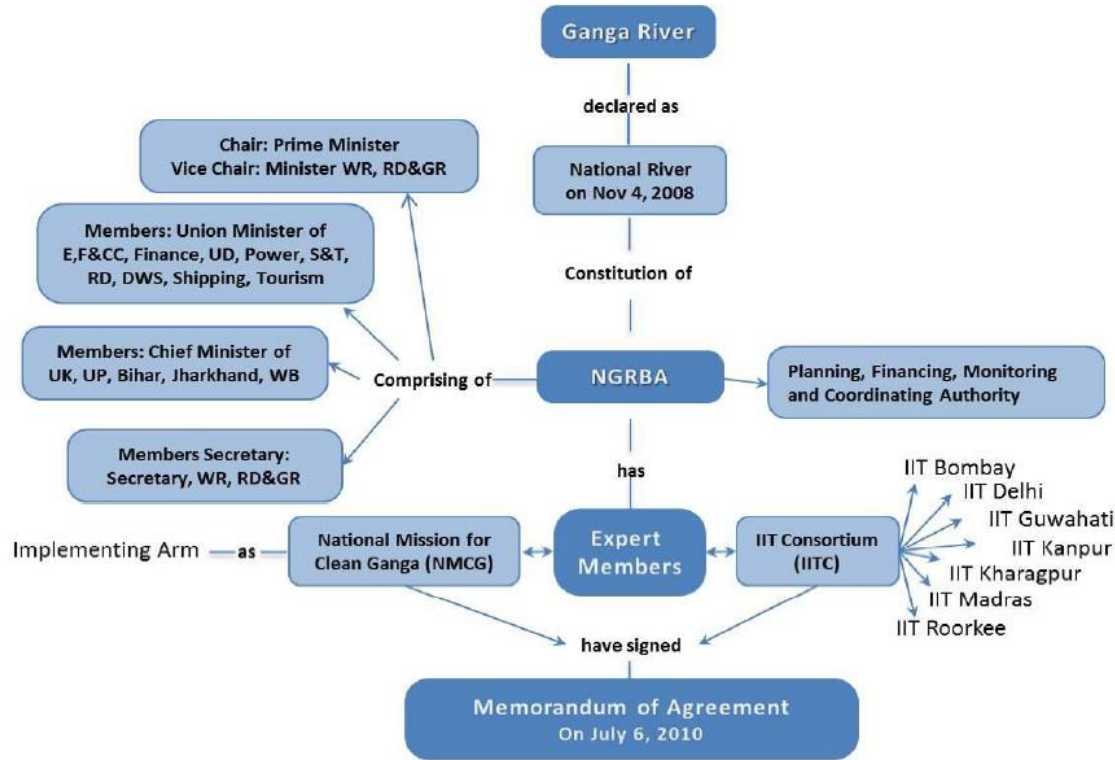 Ganga River
declared as
National River
on Nov 4, 2008
Constitution of
Chair: Prime Minister
Vice Chair: Minister WR, RD&GR
Members: Union Minister of
E,F&CC, Finance, UD, Power, S&T,
RD, DWS, Shipping, Tourism
Members: Chief Minister of
UK, UP, Bihar, Jharkhand, WB
Members Secretary:
Secretary, WR, RD&GR
Comprising of
NGRBA
Planning, Financing, Monitoring
and Coordinating Authority
has
Implementing Arm
as
National Mission for
Clean Ganga (NMCG)
Expert
Members
IIT Consortium
(IITC)
IIT Bombay
IIT Delhi
IIT Guwahati
IIT Kanpur
IIT Kharagpur
IIT Madras
IIT Roorkee
have signed
Memorandum of Agreement
On July 6, 2010